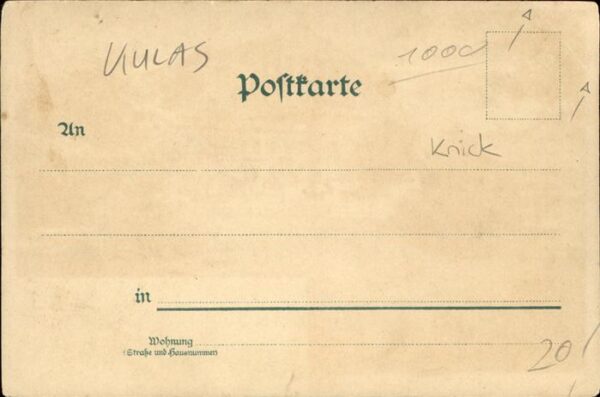 KULAS
1000
Postkarte
An
Knick
in
Wohnung
(Straße und Hausnummer)
20